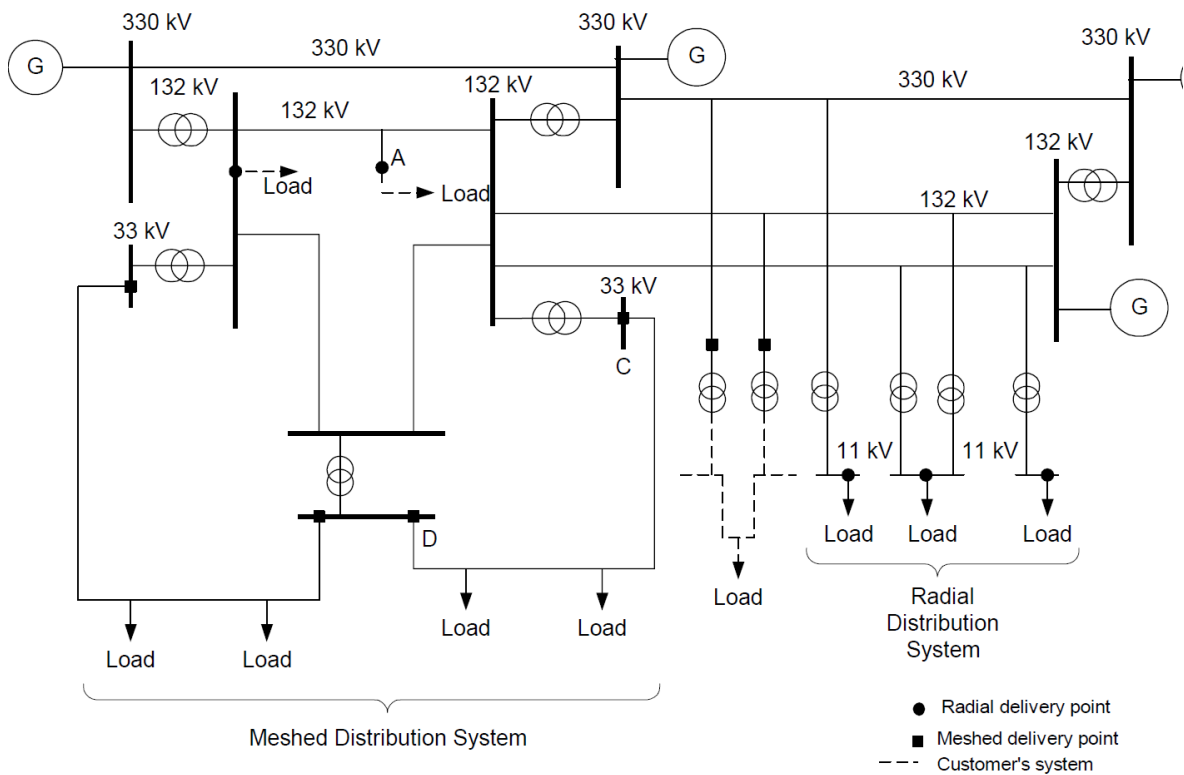 330 kV
330 kV
330 kV
G
330 kV
G
330 kV
132 kV
132 kV
132 kV
132 kV
A
Load
Load
132 kV
33 kV
33 kV
G
C
11 kV
11 kV
D
Load
Load
Load
Load
Load
Load
Load
Load
Radial
Distribution
System
Meshed Distribution System
Radial delivery point
Meshed delivery point
Customer's system